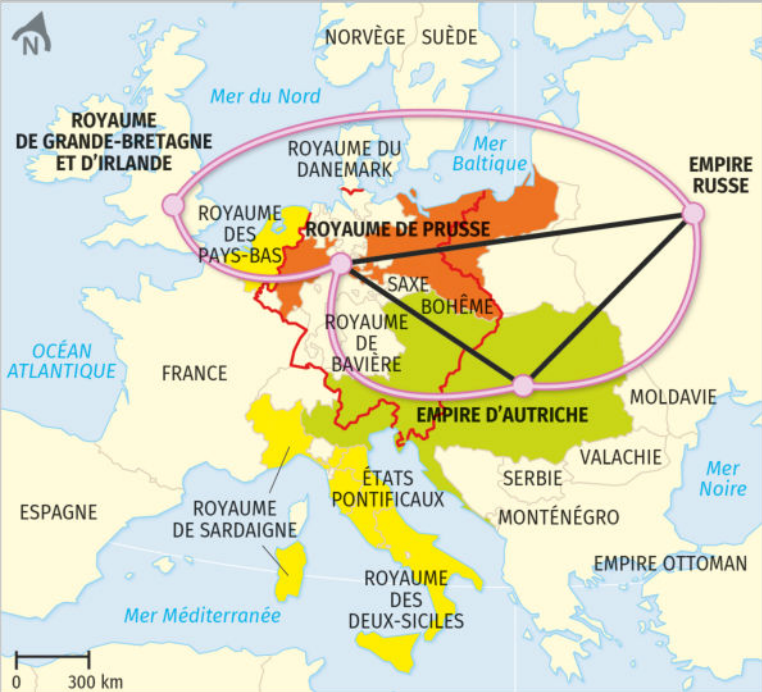 N
NORVÈGE
SUÈDE
Mer du Nord
ROYAUME
DE GRANDE-BRETAGNE
ET D'IRLANDE
ROYAUME DU
DANEMARK
Mer
Baltique
EMPIRE
RUSSE
ROYAUME
DES
PAYS-BAS
ROYAUME DE PRUSSE
SAXE
BOHÊME
ROYAUME
DE
BAVIÈRE
OCÉAN
ATLANTIQUE
FRANCE
EMPIRE D'AUTRICHE
MOLDAVIE
VALACHIE
Mer
Noire
SERBIE
MONTÉNÉGRO
ÉTATS
PONTIFICAUX
ESPAGNE
ROYAUME
DE SARDAIGNE
EMPIRE OTTOMAN
ROYAUME
DES
DEUX-SICILES
Mer Méditerranée
0 300 km